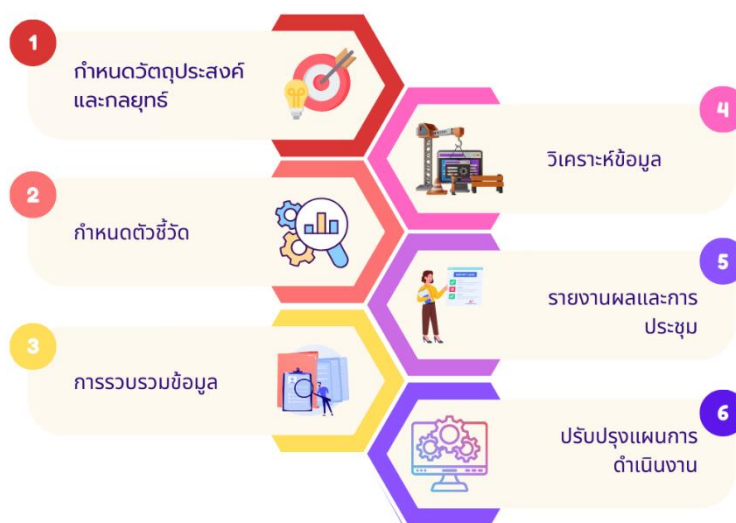 1
กำหนดวัตถุประสงค์
และกลยุทธ์
2
กำหนดตัวชี้วัด
3
การรวบรวมข้อมูล
4
วิเคราะห์ข้อมูล
5
รายงานผลและการ
ประชุม
6
ปรับปรุงแผนการ
ดำเนินงาน